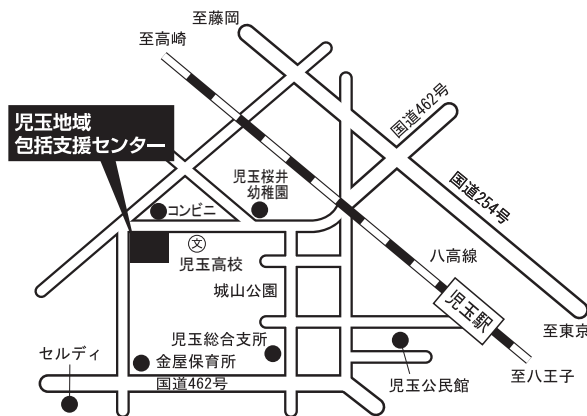 至藤岡
至高崎
国道462号
児玉地域
包括支援センター
児玉桜井
幼稚園
国道254号
コンビニ
文
児玉高校
八高線
城山公園
児玉駅
児玉総合支所
至東京
セルディ
金屋保育所
児玉公民館
至八王子
国道462号